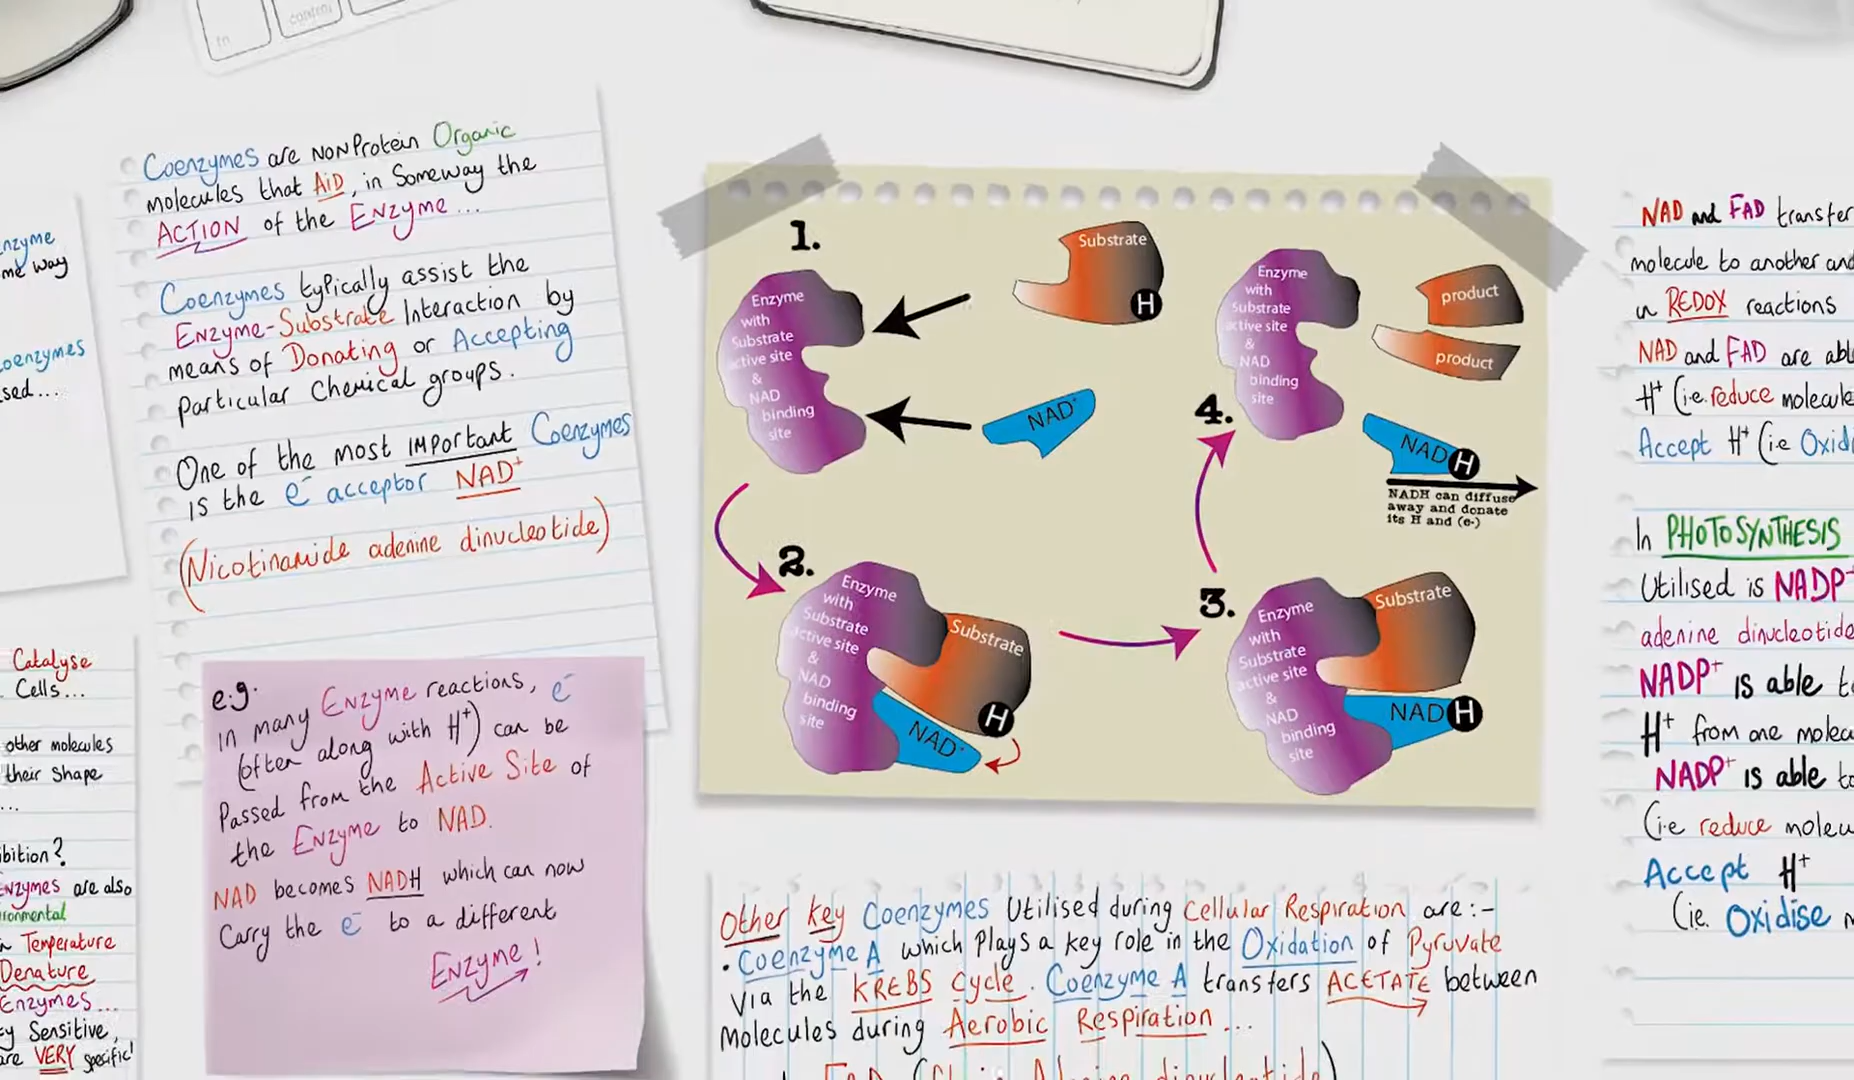 fn
control
Coenzymes are NonProtein Organic
molecules that AiD, in Someway the
ACTION of the Enzyme...
Coenzymes typically assist the
Enzyme-Substrate Interaction by
means of Donating or Accepting
particular Chemical groups.
One of the most IMPORTANT Coenzymes
is the e⁻ acceptor NAD⁺
(Nicotinamide adenine dinucleotide)
me way
sed...
e.g.
in many Enzyme reactions, e⁻
(often along with H⁺) can be
Passed from the Active Site of
the Enzyme to NAD.
NAD becomes NADH which can now
Carry the e⁻ to a different
Enzyme!
Catalyse
Cells...
other molecules
their Shape
...
are also
Temperature
Denature
Enzymes...
Sensitive,
are VERY specific!
1.
Enzyme
with
Substrate
active site
&
NAD
binding
site
Substrate
H
NAD⁺
2.
Enzyme
with
Substrate
active site
&
NAD
binding
site
Substrate
H
NAD⁺
3.
Enzyme
with
Substrate
active site
&
NAD
binding
site
Substrate
NAD H
4.
Enzyme
with
Substrate
active site
&
NAD
binding
site
product
product
NAD H
NADH can diffuse
away and donate
its H and (e-)
Other key Coenzymes Utilised during Cellular Respiration are:-
• Coenzyme A which plays a key role in the Oxidation of Pyruvate
via the KREBS Cycle. Coenzyme A transfers ACETATE between
Molecules during Aerobic Respiration...
NAD and FAD transfer
molecule to another and
in REDOX reactions
NAD and FAD are
H⁺ (i.e. reduce
Accept H⁺ (ie
In PHOTOSYNTHESIS
Utilised is NADP⁺
adenine dinucleotide
NADP⁺ is able
H⁺ from one
NADP⁺ is able
(i.e reduce
Accept H⁺
(ie. Oxidise